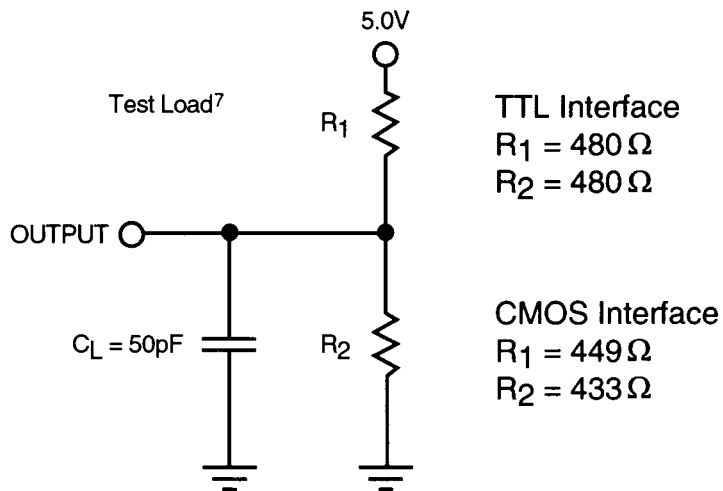 5.0V
Test Load⁷
R₁
TTL Interface
R₁ = 480 Ω
R₂ = 480 Ω
OUTPUT
C_L = 50pF
R₂
CMOS Interface
R₁ = 449 Ω
R₂ = 433 Ω